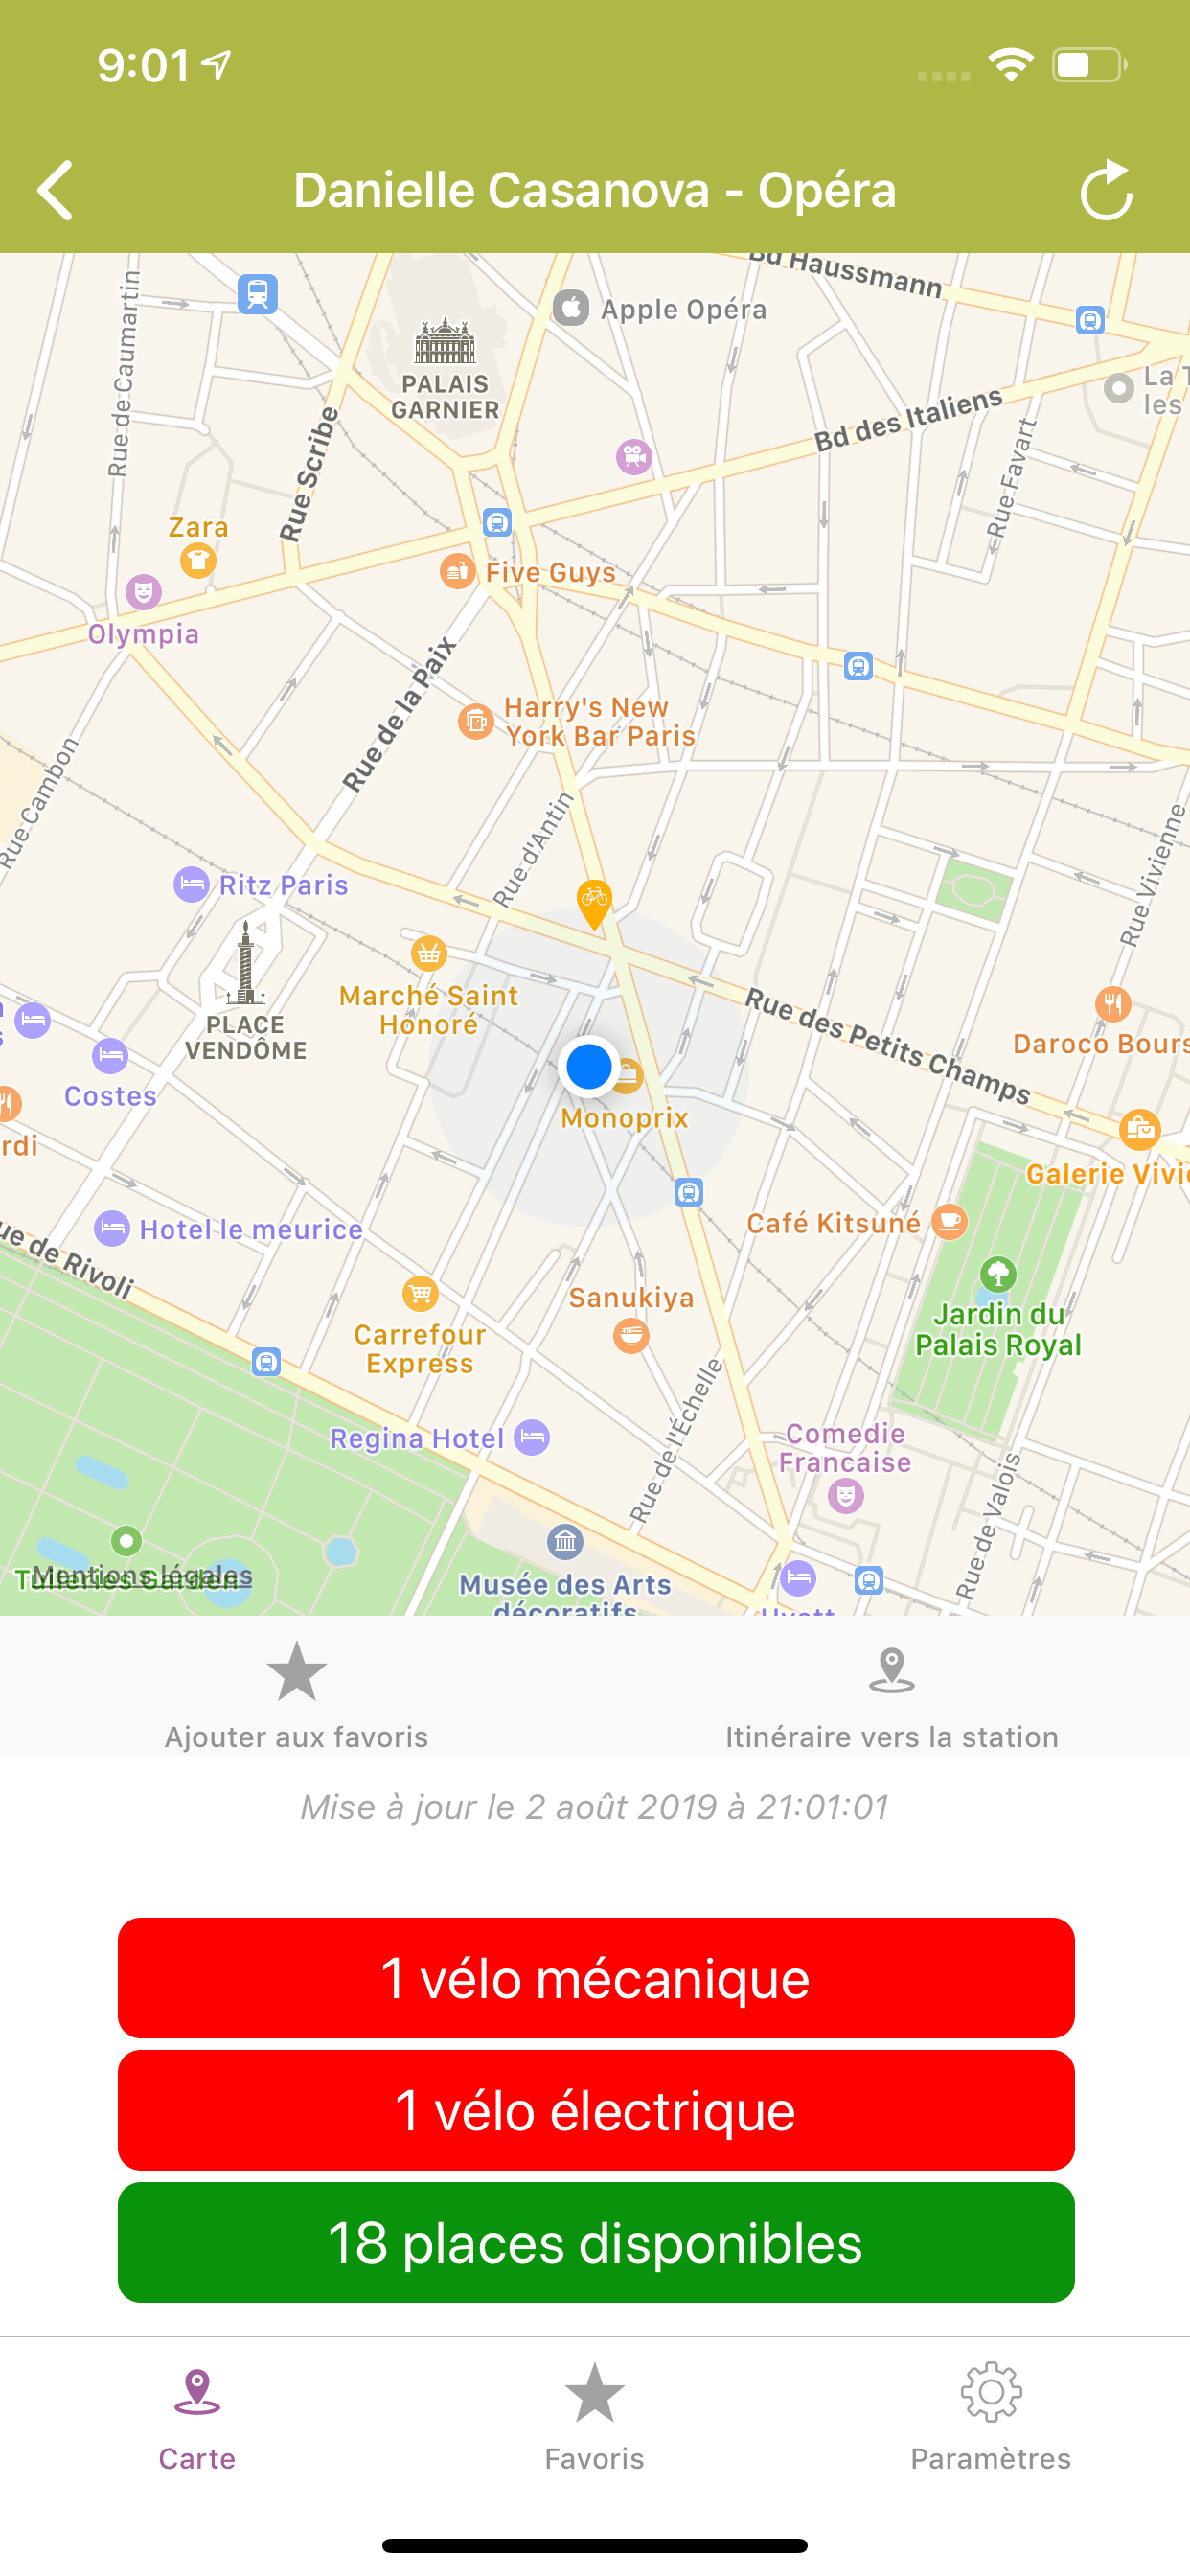 9:01
Danielle Casanova - Opéra
Bd Haussmann
Apple Opéra
Rue de Caumartin
PALAIS
GARNIER
La
les
Bd des Italiens
Rue Scribe
Rue Favart
Zara
Five Guys
Olympia
Rue de la Paix
Harry's New
York Bar Paris
Rue Cambon
Rue d'Antin
Rue Vivienne
Ritz Paris
Marché Saint
Honoré
Rue des Petits Champs
PLACE
VENDÔME
Daroco Bours
Costes
Monoprix
rdi
Galerie Vivi
Hotel le meurice
Café Kitsuné
ue de Rivoli
Sanukiya
Jardin du
Palais Royal
Carrefour
Express
Rue de l'Échelle
Regina Hotel
Comedie
Francaise
Rue de Valois
Tuileries Garden
Mentions légales
Musée des Arts
décoratifs
Hyatt
Ajouter aux favoris
Itinéraire vers la station
Mise à jour le 2 août 2019 à 21:01:01
1 vélo mécanique
1 vélo électrique
18 places disponibles
Carte
Favoris
Paramètres